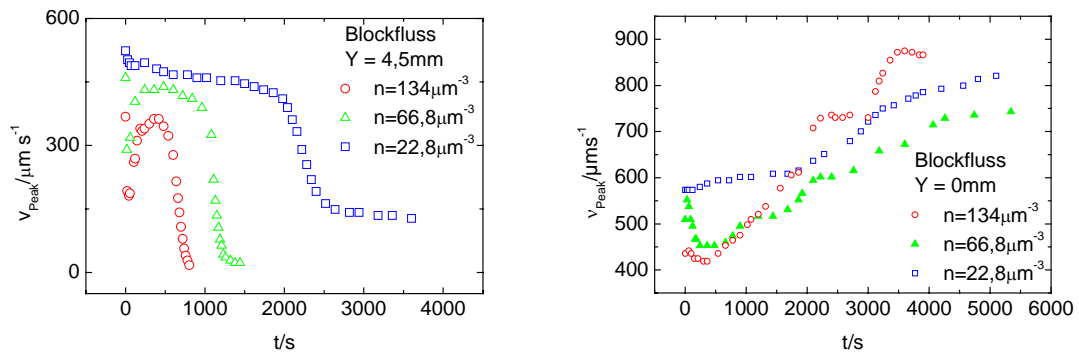 600
300
0
v_Peak/μm s⁻¹
0 1000 2000 3000 4000
t/s
Blockfluss
Y = 4,5mm
n=134μm⁻³
n=66,8μm⁻³
n=22,8μm⁻³
900
800
700
600
500
400
ν_Peak/μms⁻¹
0 1000 2000 3000 4000 5000 6000
t/s
Blockfluss
Y = 0mm
n=134μm⁻³
n=66,8μm⁻³
n=22,8μm⁻³